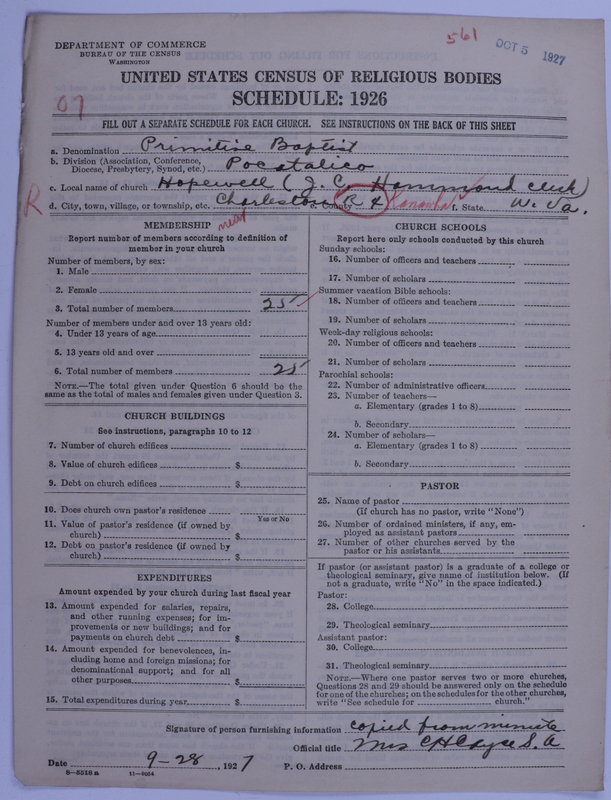 561
OCT 5 1927
DEPARTMENT OF COMMERCE
BUREAU OF THE CENSUS
WASHINGTON
UNITED STATES CENSUS OF RELIGIOUS BODIES
SCHEDULE: 1926
07
FILL OUT A SEPARATE SCHEDULE FOR EACH CHURCH. SEE INSTRUCTIONS ON THE BACK OF THIS SHEET
a. Denomination Primitive Baptist
b. Division (Association, Conference, Diocese, Presbytery, Synod, etc.) Pocatalico
c. Local name of church Hopewell (J. C. Hammond clerk)
R d. City, town, village, or township, etc. near Charleston e. County R 4 Kanawha f. State W. Va.
MEMBERSHIP
Report number of members according to definition of
member in your church
Number of members, by sex:
1. Male
2. Female
3. Total number of members 25
Number of members under and over 13 years old:
4. Under 13 years of age
5. 13 years old and over
6. Total number of members 25
NOTE.—The total given under Question 6 should be the
same as the total of males and females given under Question 3.
CHURCH BUILDINGS
See instructions, paragraphs 10 to 12
7. Number of church edifices
8. Value of church edifices $
9. Debt on church edifices $
10. Does church own pastor's residence
Yes or No
11. Value of pastor's residence (if owned by
church) $
12. Debt on pastor's residence (if owned by
church) $
EXPENDITURES
Amount expended by your church during last fiscal year
13. Amount expended for salaries, repairs,
and other running expenses; for im-
provements or new buildings; and for
payments on church debt $
14. Amount expended for benevolences, in-
cluding home and foreign missions; for
denominational support; and for all
other purposes $
15. Total expenditures during year $
CHURCH SCHOOLS
Report here only schools conducted by this church
Sunday schools:
16. Number of officers and teachers
17. Number of scholars
Summer vacation Bible schools:
18. Number of officers and teachers
19. Number of scholars
Week-day religious schools:
20. Number of officers and teachers
21. Number of scholars
Parochial schools:
22. Number of administrative officers
23. Number of teachers—
a. Elementary (grades 1 to 8)
b. Secondary
24. Number of scholars—
a. Elementary (grades 1 to 8)
b. Secondary
PASTOR
25. Name of pastor
(If church has no pastor, write "None")
26. Number of ordained ministers, if any, em-
ployed as assistant pastors
27. Number of other churches served by the
pastor or his assistants
If pastor (or assistant pastor) is a graduate of a college or
theological seminary, give name of institution below. (If
not a graduate, write "No" in the space indicated.)
Pastor:
28. College
29. Theological seminary
Assistant pastor:
30. College
31. Theological seminary
NOTE.—Where one pastor serves two or more churches,
Questions 28 and 29 should be answered only on the schedule
for one of the churches; on the schedules for the other churches,
write "See schedule for church."
Signature of person furnishing information copied from minute
Official title Mrs C H Cayce S. A
Date 9-28, 1927 P. O. Address
8-5518 a 11-9034